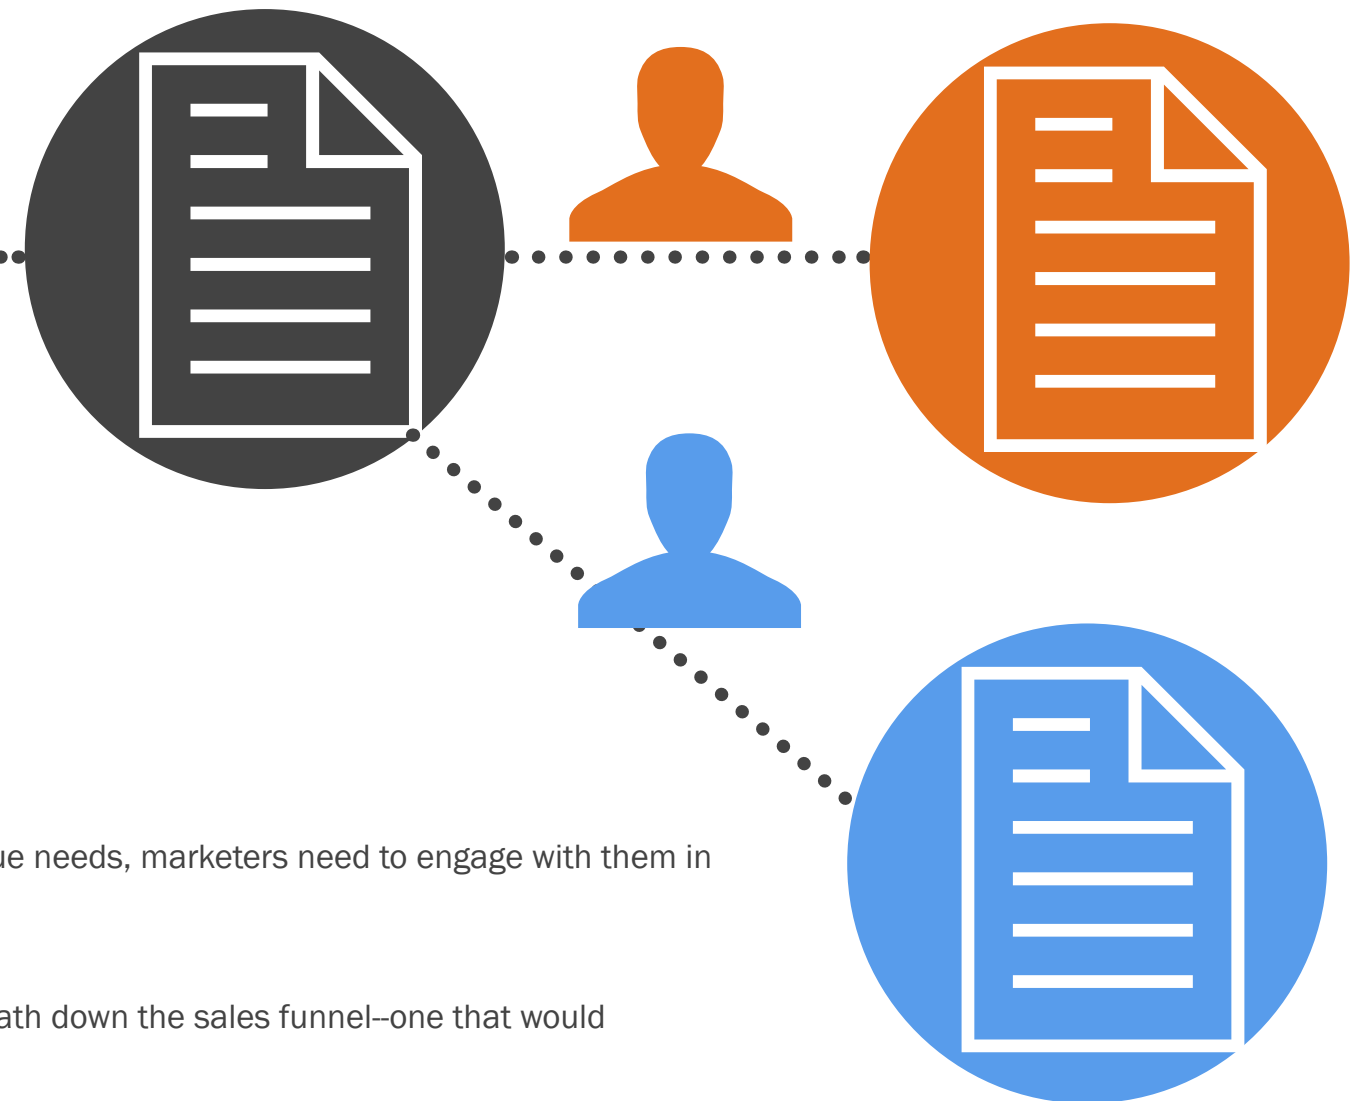 ue needs, marketers need to engage with them in
ath down the sales funnel--one that would